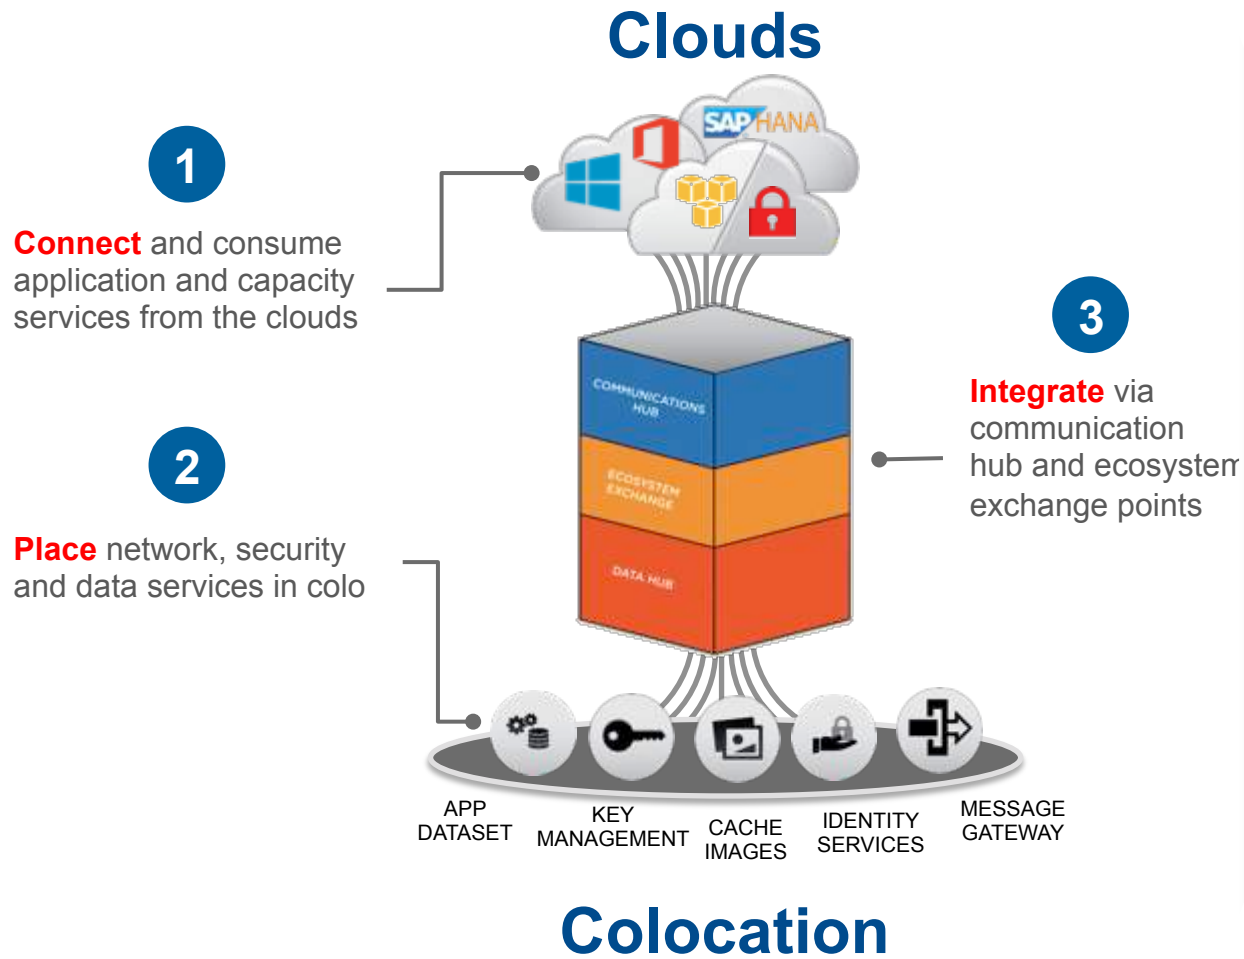 Clouds
SAP HANA
1
Connect and consume
application and capacity
services from the clouds
2
Place network, security
and data services in colo
COMMUNICATIONS
HUB
ECOSYSTEM
EXCHANGE
DATA HUB
3
Integrate via
communication
hub and ecosystem
exchange points
APP
DATASET
KEY
MANAGEMENT
CACHE
IMAGES
IDENTITY
SERVICES
MESSAGE
GATEWAY
Colocation